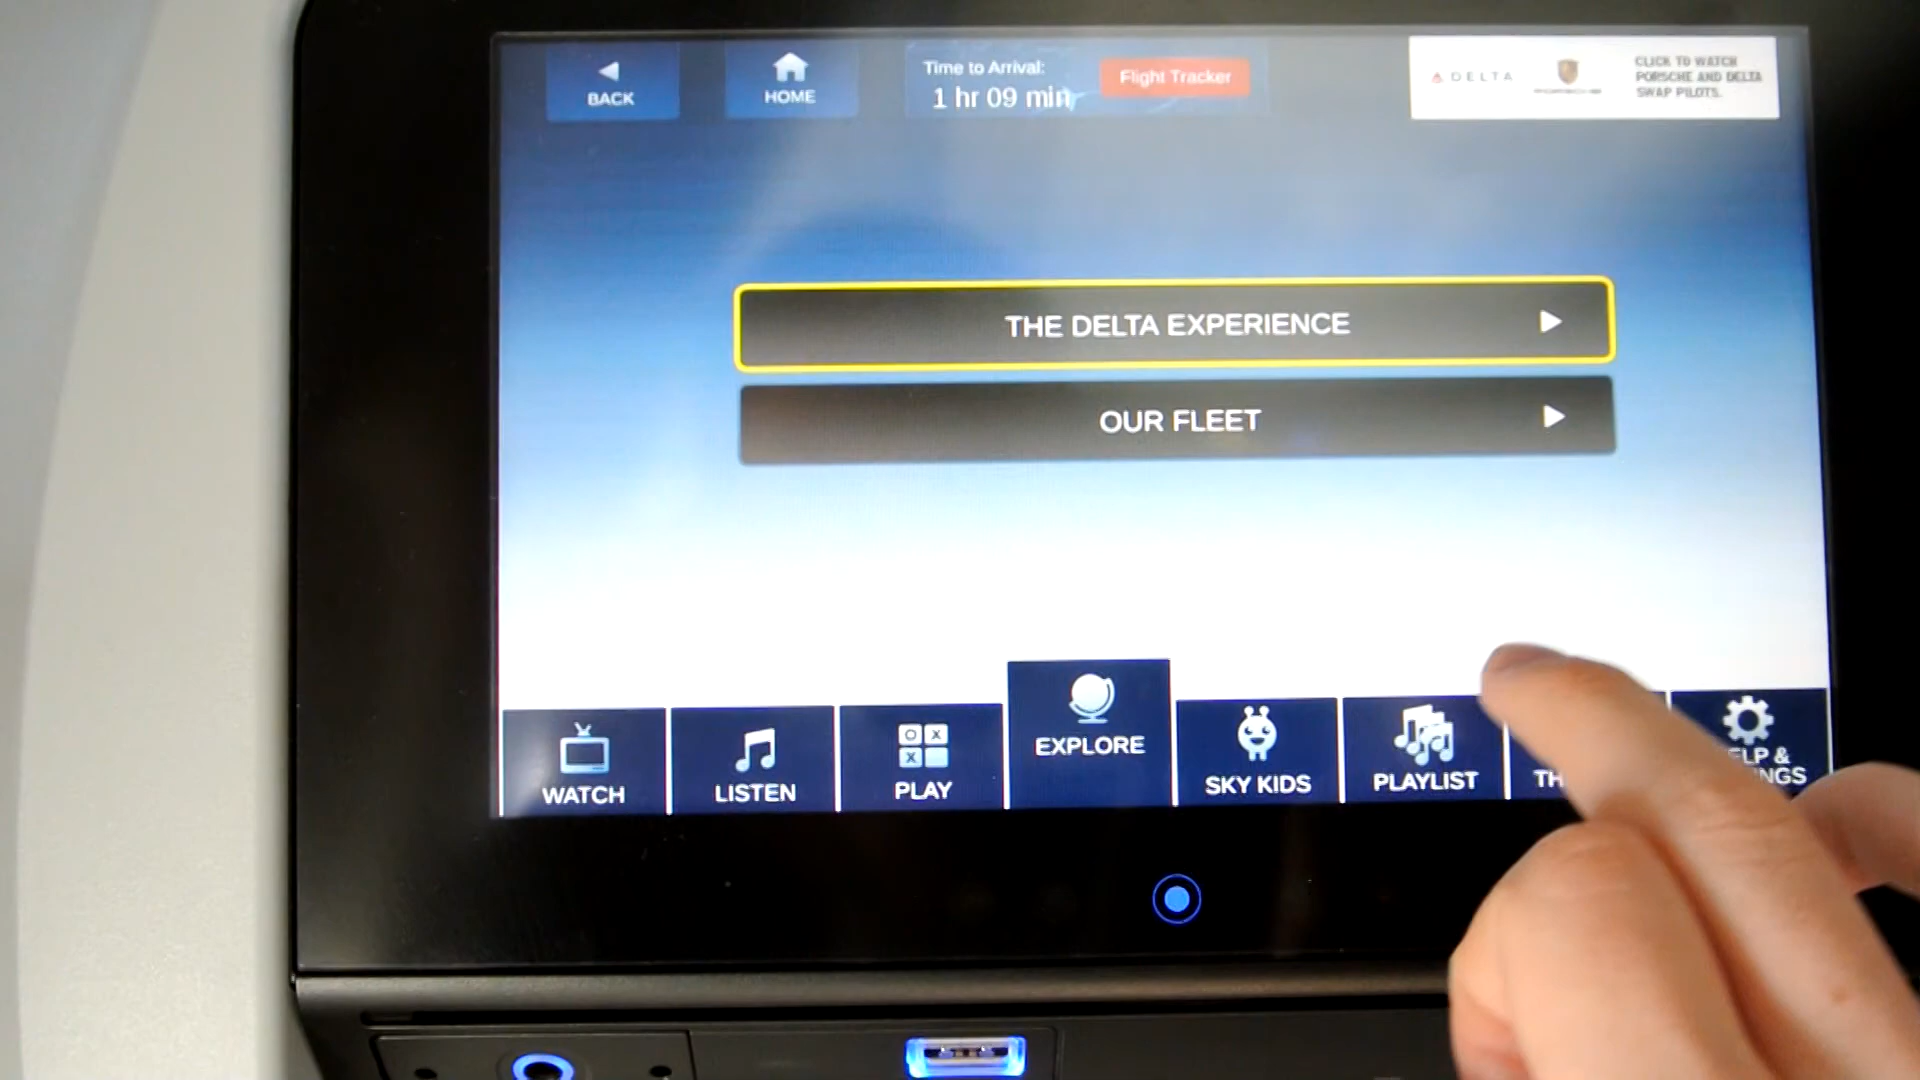 BACK
HOME
Time to Arrival:
1 hr 09 min
Flight Tracker
DELTA
CLICK TO WATCH
PORSCHE AND DELTA
SWAP PILOTS.
THE DELTA EXPERIENCE
OUR FLEET
WATCH
LISTEN
PLAY
EXPLORE
SKY KIDS
PLAYLIST